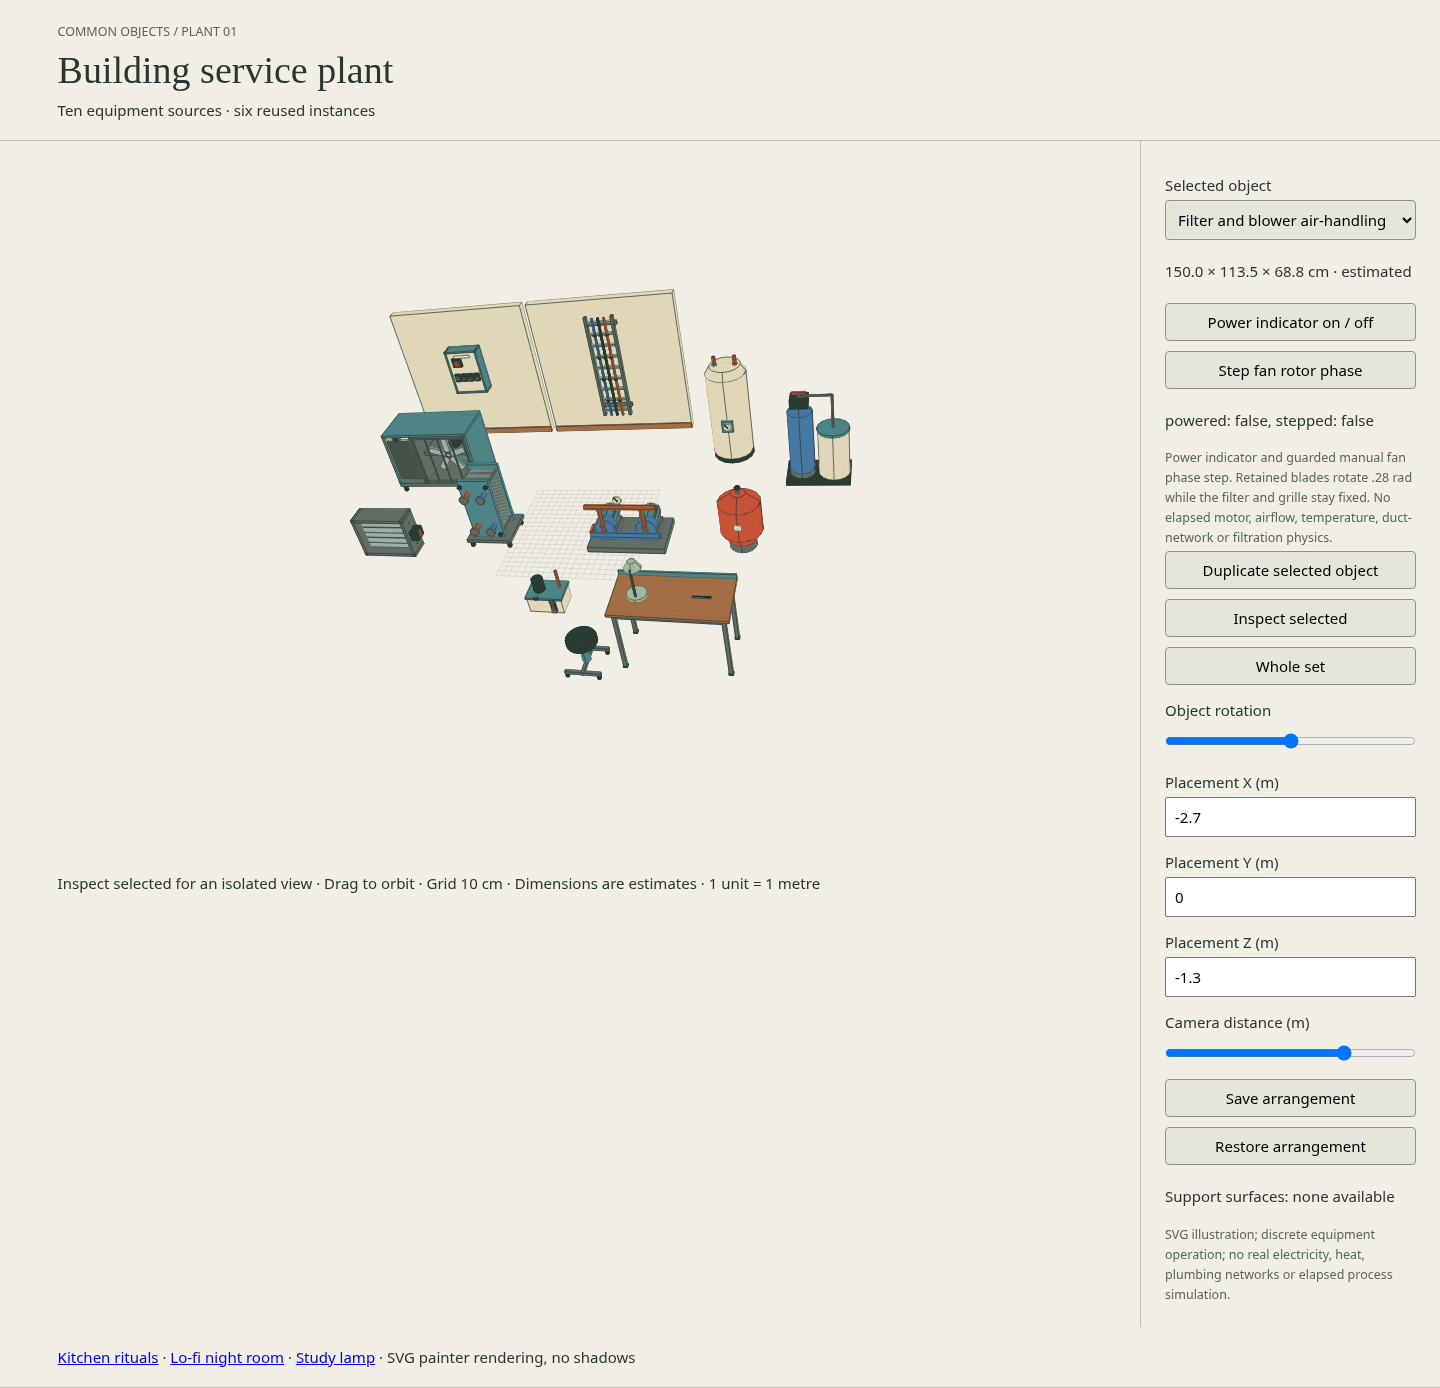 COMMON OBJECTS / PLANT 01
Building service plant
Ten equipment sources · six reused instances
Selected object
Filter and blower air-handling
150.0 × 113.5 × 68.8 cm · estimated
Power indicator on / off
Step fan rotor phase
powered: false, stepped: false
Power indicator and guarded manual fan
phase step. Retained blades rotate .28 rad
while the filter and grille stay fixed. No
elapsed motor, airflow, temperature, duct-
network or filtration physics.
Duplicate selected object
Inspect selected
Whole set
Object rotation
Placement X (m)
-2.7
Placement Y (m)
0
Placement Z (m)
-1.3
Camera distance (m)
Save arrangement
Restore arrangement
Support surfaces: none available
SVG illustration; discrete equipment
operation; no real electricity, heat,
plumbing networks or elapsed process
simulation.
Inspect selected for an isolated view · Drag to orbit · Grid 10 cm · Dimensions are estimates · 1 unit = 1 metre
Kitchen rituals · Lo-fi night room · Study lamp · SVG painter rendering, no shadows